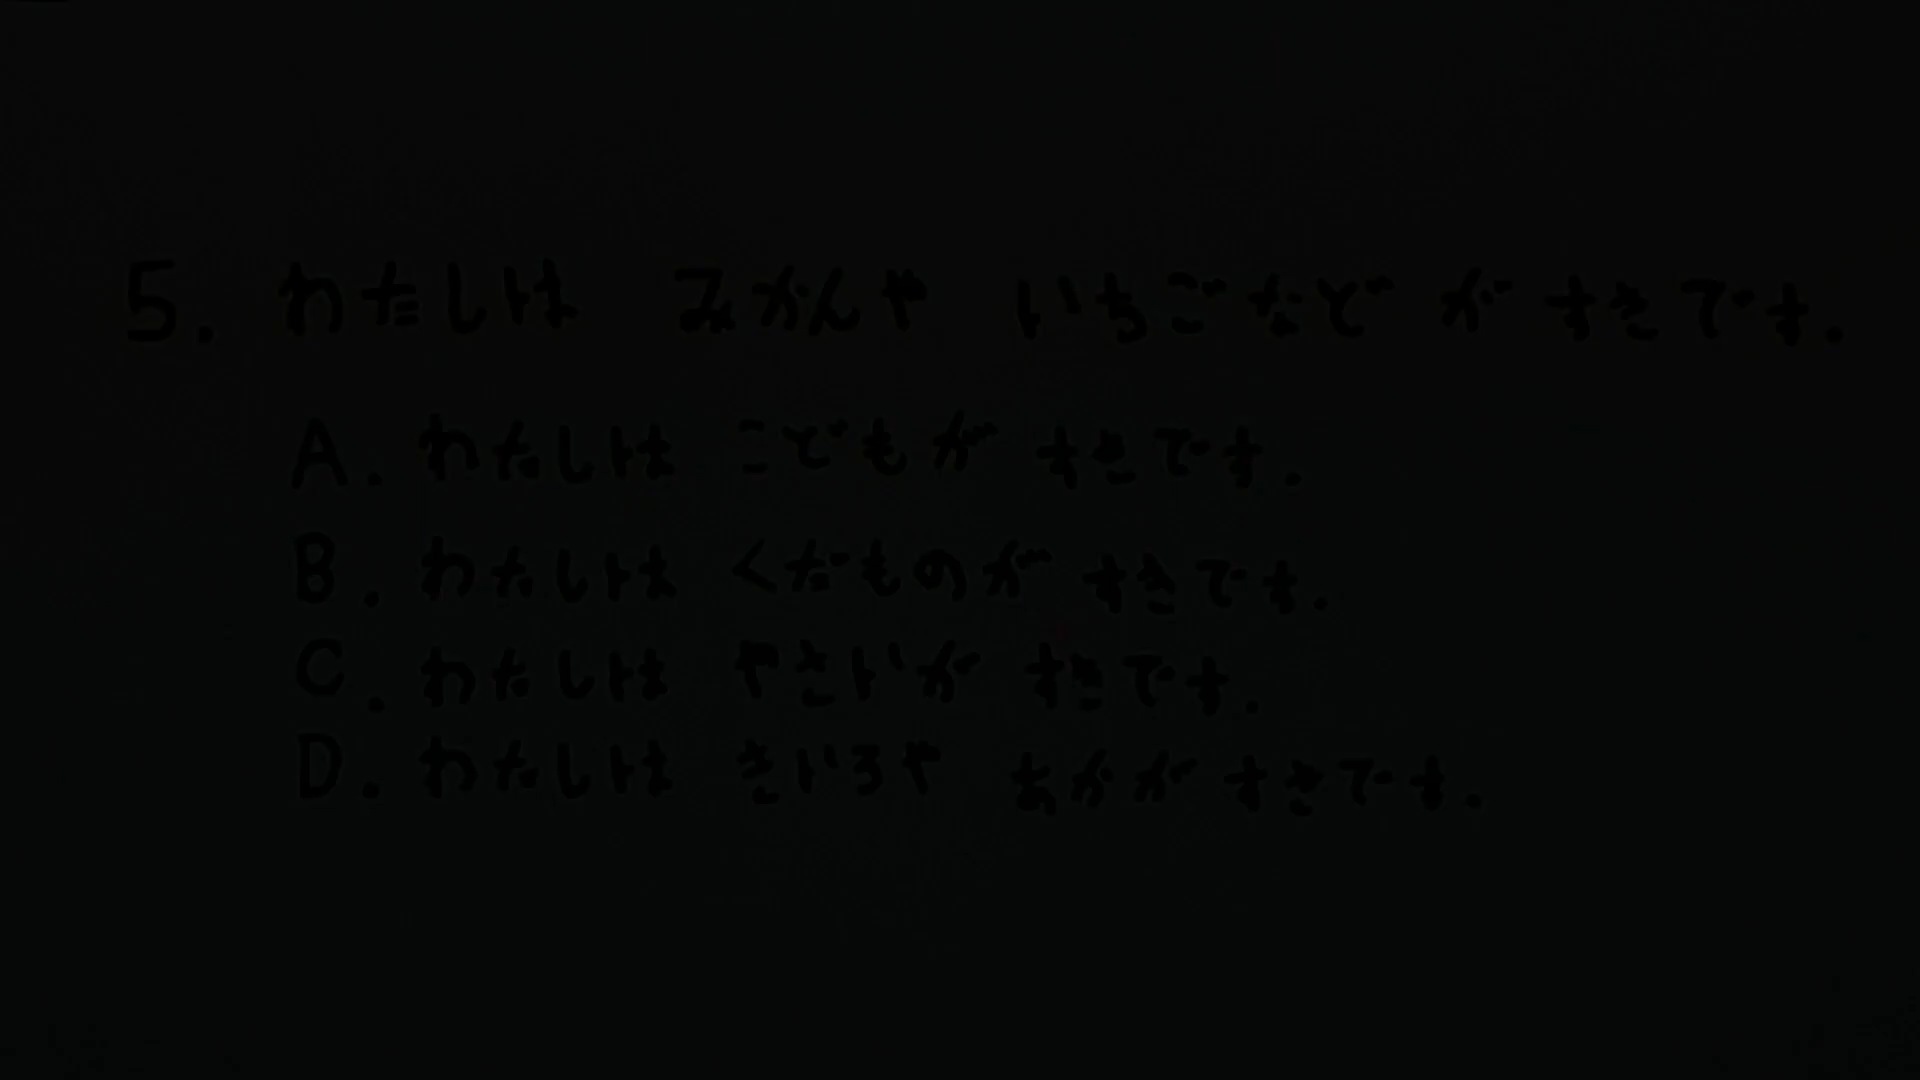 5. わたしは みかんや いちごなど が すきです.
A. わたしは こどもが すきです.
B. わたしは くだものが すきです.
C. わたしは やさいが すきです.
D. わたしは きいろや あかが すきです.